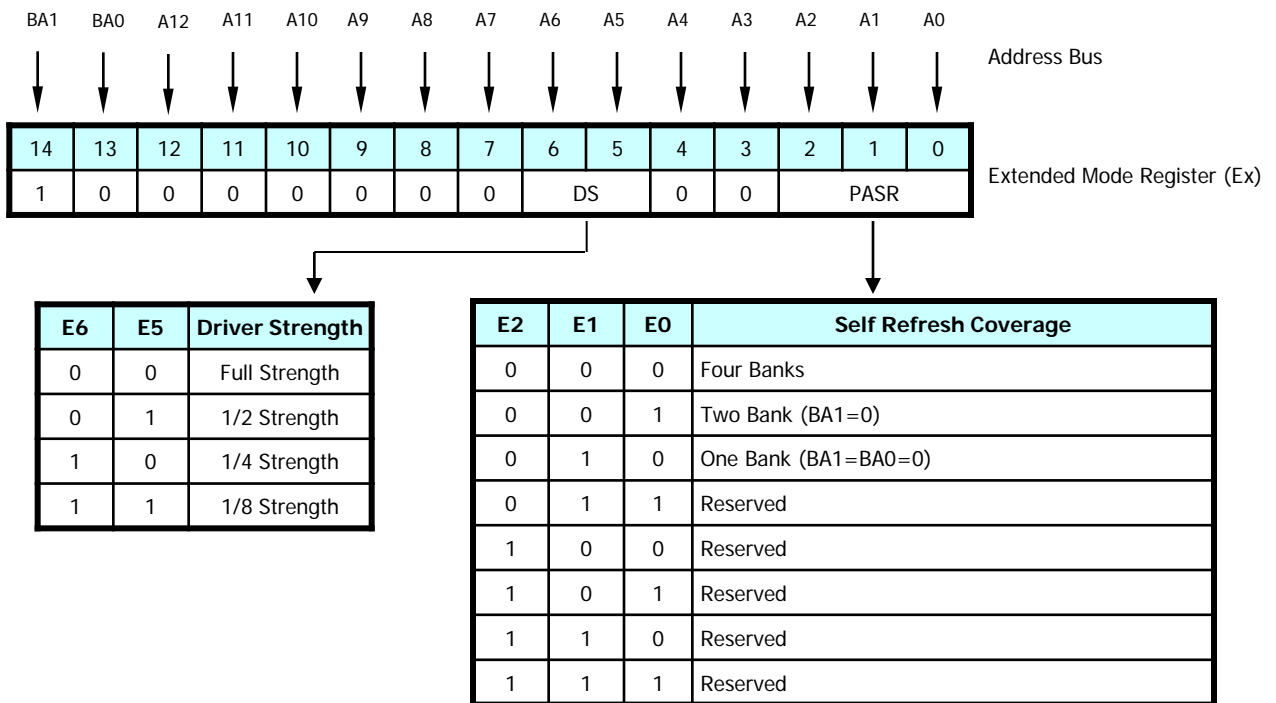 BA1 BA0 A12 A11 A10 A9 A8 A7 A6 A5 A4 A3 A2 A1 A0
Address Bus
14 13 12 11 10 9 8 7 6 5 4 3 2 1 0
1 0 0 0 0 0 0 0 DS 0 0 PASR
Extended Mode Register (Ex)
E6 E5 Driver Strength
0 0 Full Strength
0 1 1/2 Strength
1 0 1/4 Strength
1 1 1/8 Strength
E2 E1 E0 Self Refresh Coverage
0 0 0 Four Banks
0 0 1 Two Bank (BA1=0)
0 1 0 One Bank (BA1=BA0=0)
0 1 1 Reserved
1 0 0 Reserved
1 0 1 Reserved
1 1 0 Reserved
1 1 1 Reserved